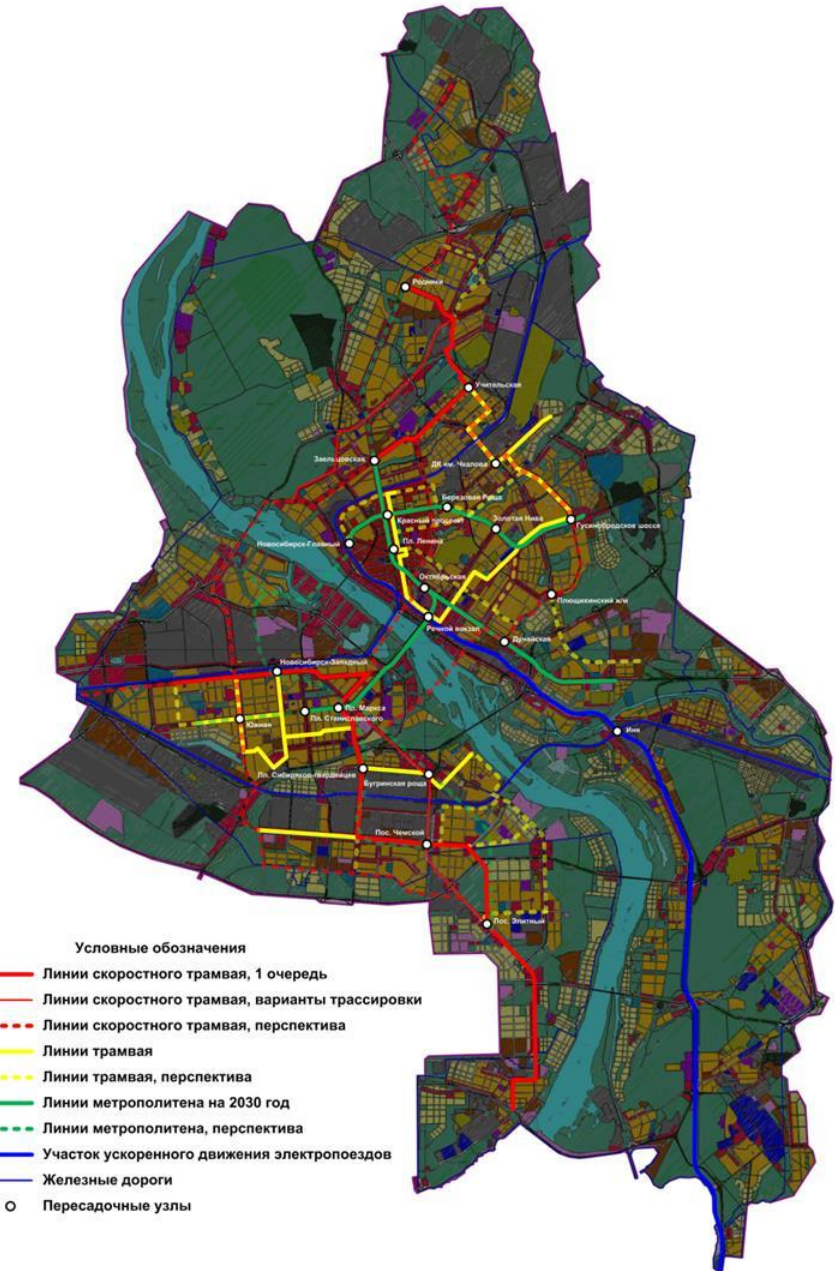 Родники
Учительская
Заельцовская
ДК им. Чкалова
Березовая Роща
Красный проспект
Золотая Нива
Гусинобродское шоссе
Новосибирск-Главный
Пл. Ленина
Октябрьская
Плющихинский ж/м
Речной вокзал
Дунайская
Новосибирск-Западный
Пл. Маркса
Пл. Станиславского
Южная
Иня
Пл. Сибиряков-гвардейцев
Бугринская роща
Пос. Чемской
Пос. Элитный
Условные обозначения
Линии скоростного трамвая, 1 очередь
Линии скоростного трамвая, варианты трассировки
Линии скоростного трамвая, перспектива
Линии трамвая
Линии трамвая, перспектива
Линии метрополитена на 2030 год
Линии метрополитена, перспектива
Участок ускоренного движения электропоездов
Железные дороги
Пересадочные узлы